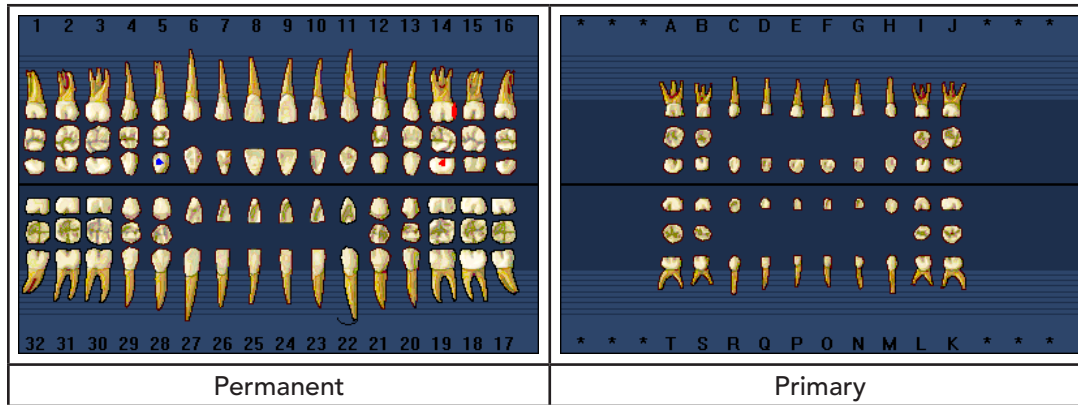 1 2 3 4 5 6 7 8 9 10 11 12 13 14 15 16
32 31 30 29 28 27 26 25 24 23 22 21 20 19 18 17
Permanent
* * * A B C D E F G H I J * * *
* * * T S R Q P O N M L K * * *
Primary